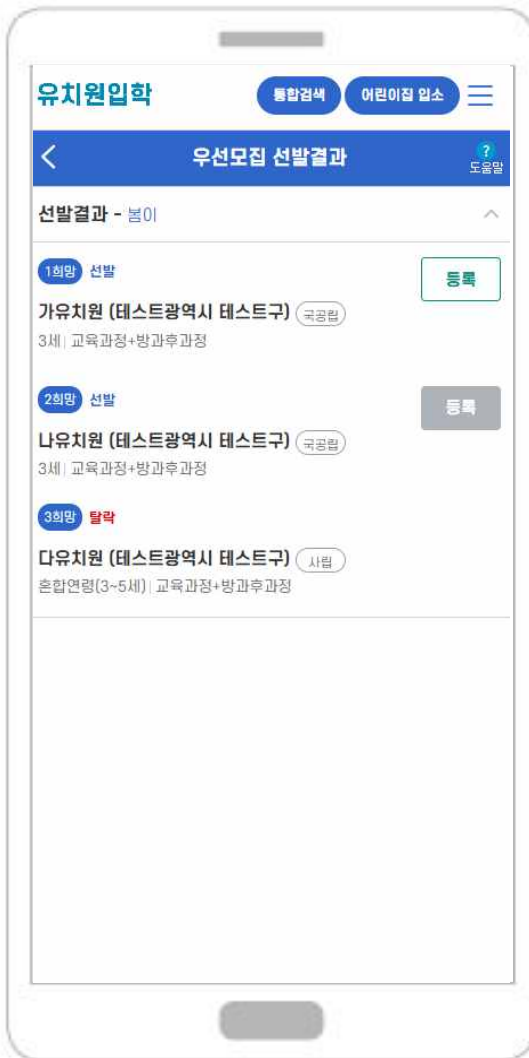 유치원입학
통합검색 어린이집 입소
우선모집 선발결과
?
도움말
선발결과 - 봄이
1희망 선발
등록
가유치원 (테스트광역시 테스트구) 국공립
3세| 교육과정+방과후과정
2희망 선발
등록
나유치원 (테스트광역시 테스트구) 국공립
3세| 교육과정+방과후과정
3희망 탈락
다유치원 (테스트광역시 테스트구) 사립
혼합연령(3~5세)| 교육과정+방과후과정